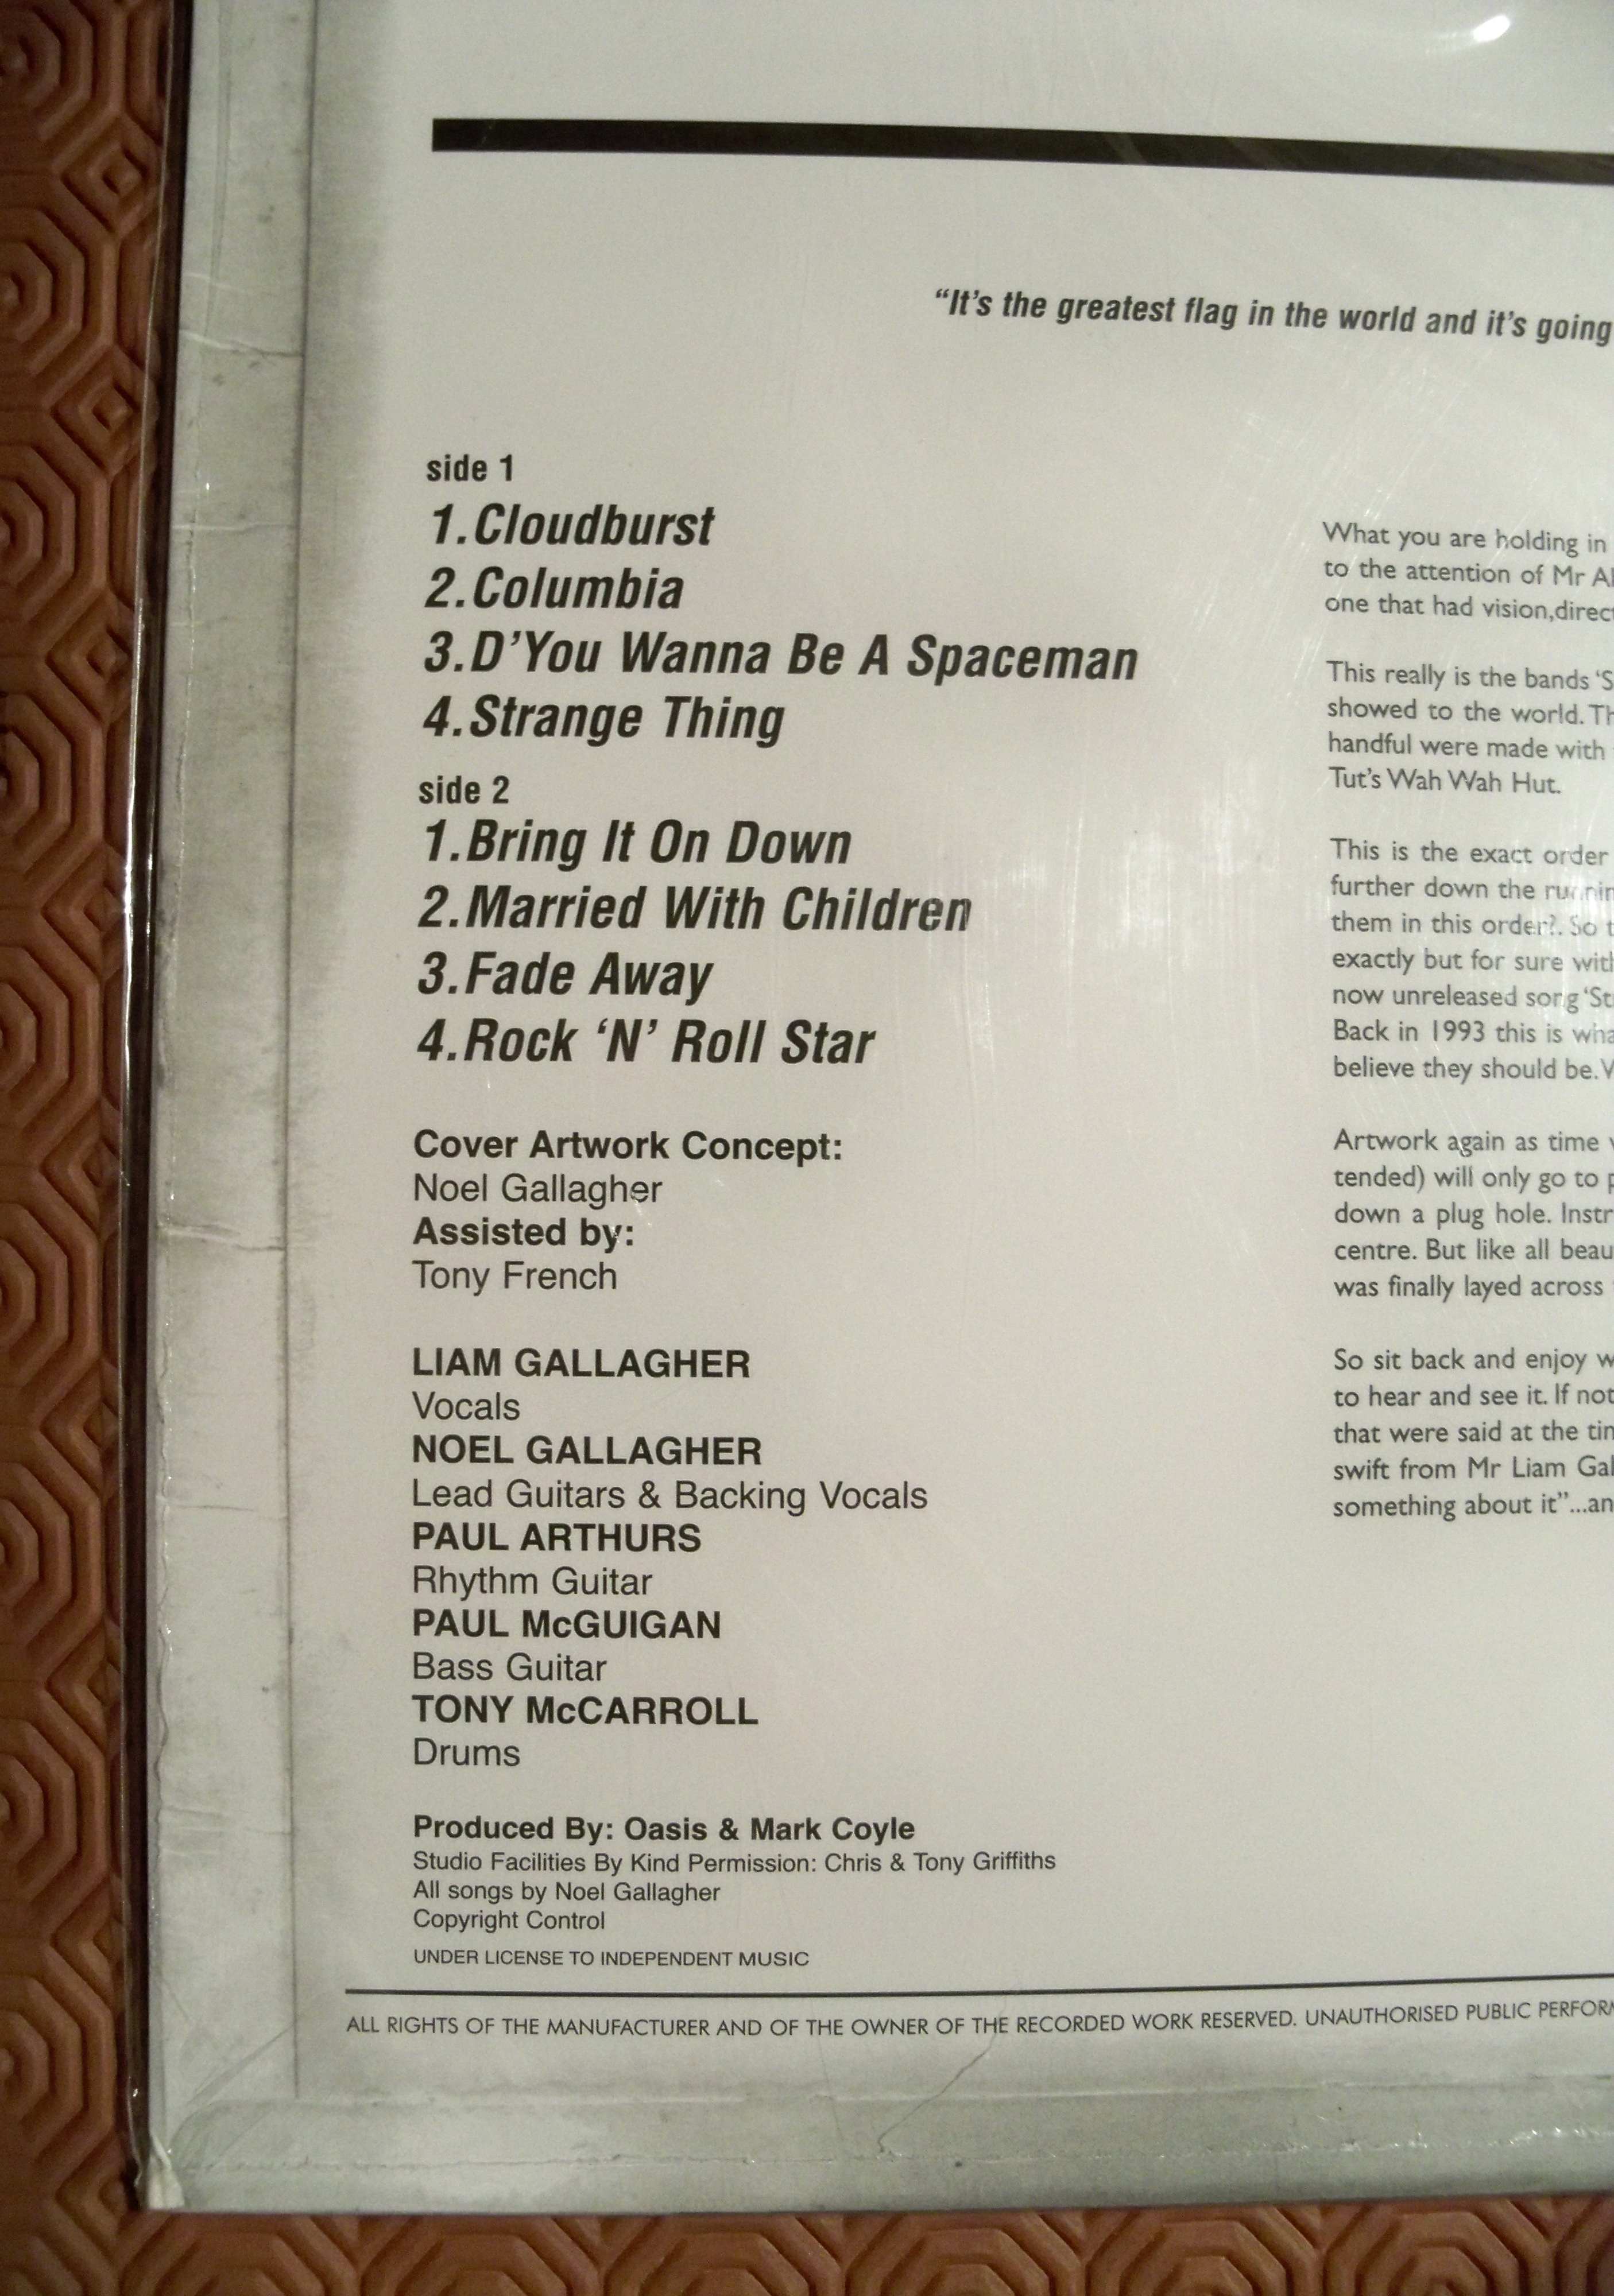 “It’s the greatest flag in the world and it’s going
side 1
1.Cloudburst
2.Columbia
3.D’You Wanna Be A Spaceman
4.Strange Thing
side 2
1.Bring It On Down
2.Married With Children
3.Fade Away
4.Rock ‘N’ Roll Star
Cover Artwork Concept:
Noel Gallagher
Assisted by:
Tony French
LIAM GALLAGHER
Vocals
NOEL GALLAGHER
Lead Guitars & Backing Vocals
PAUL ARTHURS
Rhythm Guitar
PAUL McGUIGAN
Bass Guitar
TONY McCARROLL
Drums
Produced By: Oasis & Mark Coyle
Studio Facilities By Kind Permission: Chris & Tony Griffiths
All songs by Noel Gallagher
Copyright Control
UNDER LICENSE TO INDEPENDENT MUSIC
What you are holding in
to the attention of Mr
one that had vision,
This really is the bands
showed to the world.
handful were made with
Tut’s Wah Wah Hut.
This is the exact order
further down the
them in this order?. So
exactly but for sure
now unreleased song
Back in 1993 this is
believe they should be.
Artwork again as time
tended) will only go to
down a plug hole.
centre. But like all
was finally layed across
So sit back and enjoy
to hear and see it. If not
that were said at the
swift from Mr Liam
something about it”...
ALL RIGHTS OF THE MANUFACTURER AND OF THE OWNER OF THE RECORDED WORK RESERVED. UNAUTHORISED PUBLIC